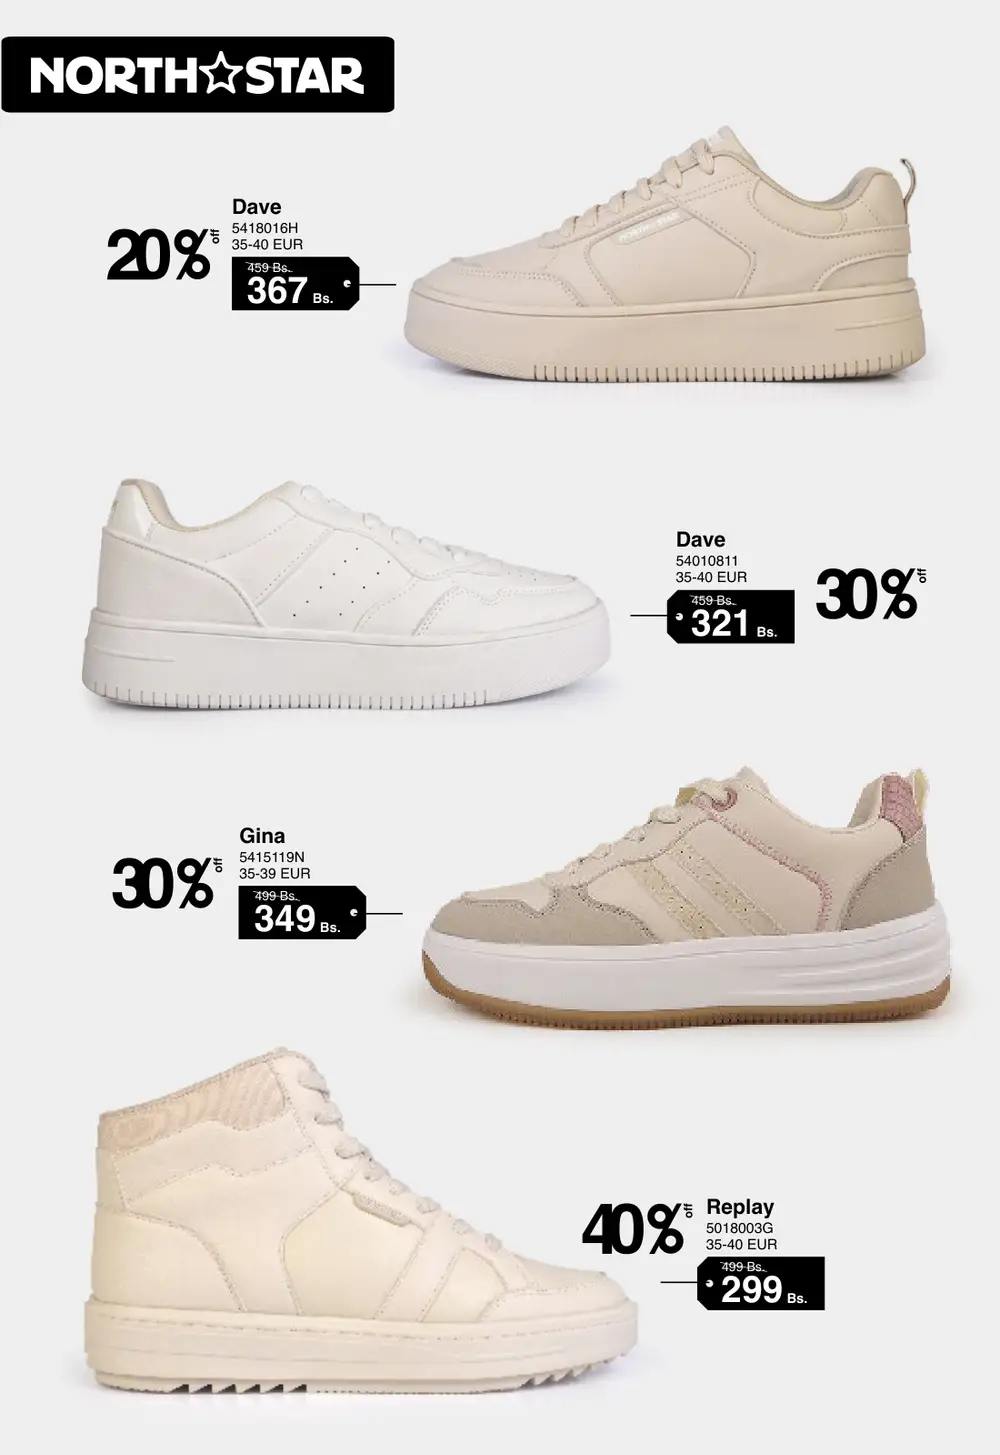 NORTH STAR
Dave
5418016H
35-40 EUR
20% off
459 Bs.
367 Bs.
NORTH STAR
Dave
54010811
35-40 EUR
459 Bs.
321 Bs.
30% off
Gina
5415119N
35-39 EUR
30% off
499 Bs.
349 Bs.
40% off
Replay
5018003G
35-40 EUR
499 Bs.
299 Bs.